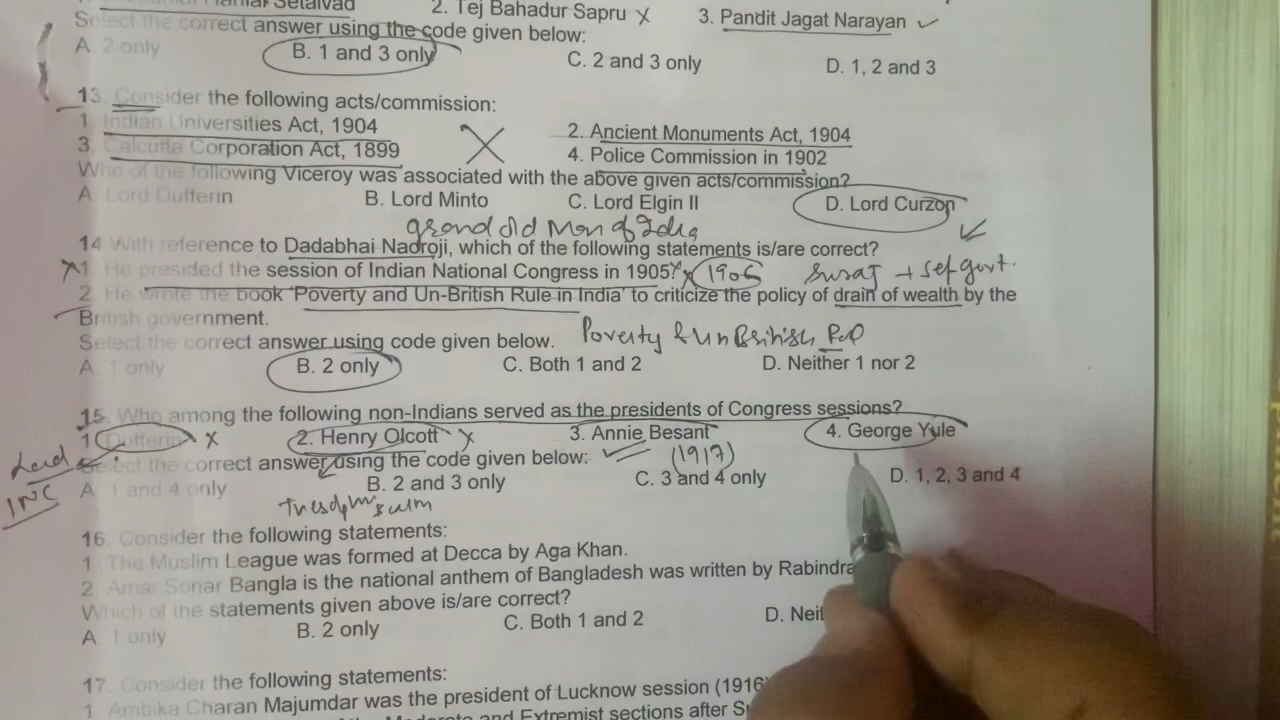 Setalvad 2. Tej Bahadur Sapru X 3. Pandit Jagat Narayan
Select the correct answer using the code given below:
A. 2 only B. 1 and 3 only C. 2 and 3 only D. 1, 2 and 3
13. Consider the following acts/commission:
1. Indian Universities Act, 1904 2. Ancient Monuments Act, 1904
3. Calcutta Corporation Act, 1899 4. Police Commission in 1902
Who of the following Viceroy was associated with the above given acts/commission?
A. Lord Dufferin B. Lord Minto C. Lord Elgin II D. Lord Curzon
grand old Man of India
14 With reference to Dadabhai Nadroji, which of the following statements is/are correct?
X1. He presided the session of Indian National Congress in 1905? x 1906 Swaraj + self govt.
2. He wrote the book 'Poverty and Un-British Rule in India' to criticize the policy of drain of wealth by the
British government. Poverty & UnBritish
Select the correct answer using code given below.
A. 1 only B. 2 only C. Both 1 and 2 D. Neither 1 nor 2
15. Who among the following non-Indians served as the presidents of Congress sessions?
1. Dufferin X 2. Henry Olcott X 3. Annie Besant 4. George Yule
Lord Select the correct answer using the code given below: (1917)
INC A. 1 and 4 only B. 2 and 3 only C. 3 and 4 only D. 1, 2, 3 and 4
16. Consider the following statements:
1. The Muslim League was formed at Decca by Aga Khan.
2. Amar Sonar Bangla is the national anthem of Bangladesh was written by Rabindra
Which of the statements given above is/are correct?
A. 1 only B. 2 only C. Both 1 and 2 D. Neit
17. Consider the following statements:
1. Ambika Charan Majumdar was the president of Lucknow session (1916)
and Extremist sections after